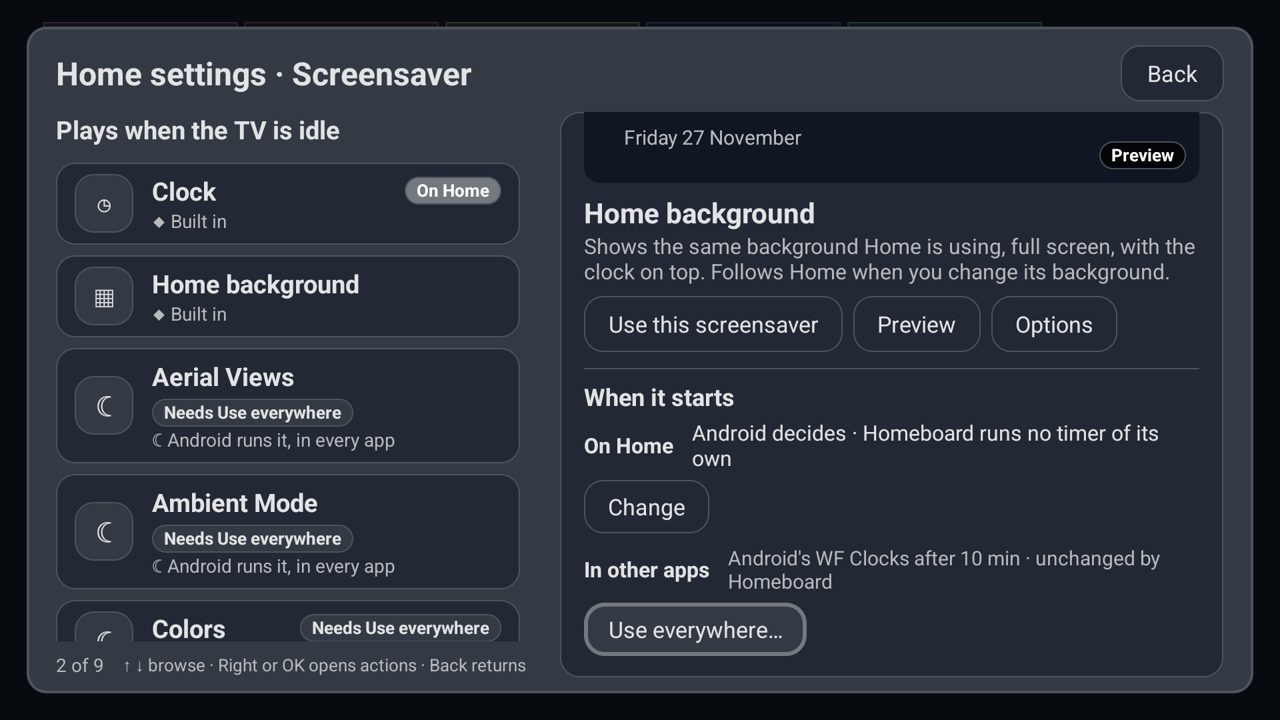 Home settings · Screensaver
Back
Plays when the TV is idle
Clock
On Home
◆ Built in
Home background
◆ Built in
Aerial Views
Needs Use everywhere
☾ Android runs it, in every app
Ambient Mode
Needs Use everywhere
☾ Android runs it, in every app
Colors
Needs Use everywhere
2 of 9
↑ ↓ browse · Right or OK opens actions · Back returns
Friday 27 November
Preview
Home background
Shows the same background Home is using, full screen, with the
clock on top. Follows Home when you change its background.
Use this screensaver
Preview
Options
When it starts
On Home
Android decides · Homeboard runs no timer of its
own
Change
In other apps
Android's WF Clocks after 10 min · unchanged by
Homeboard
Use everywhere…